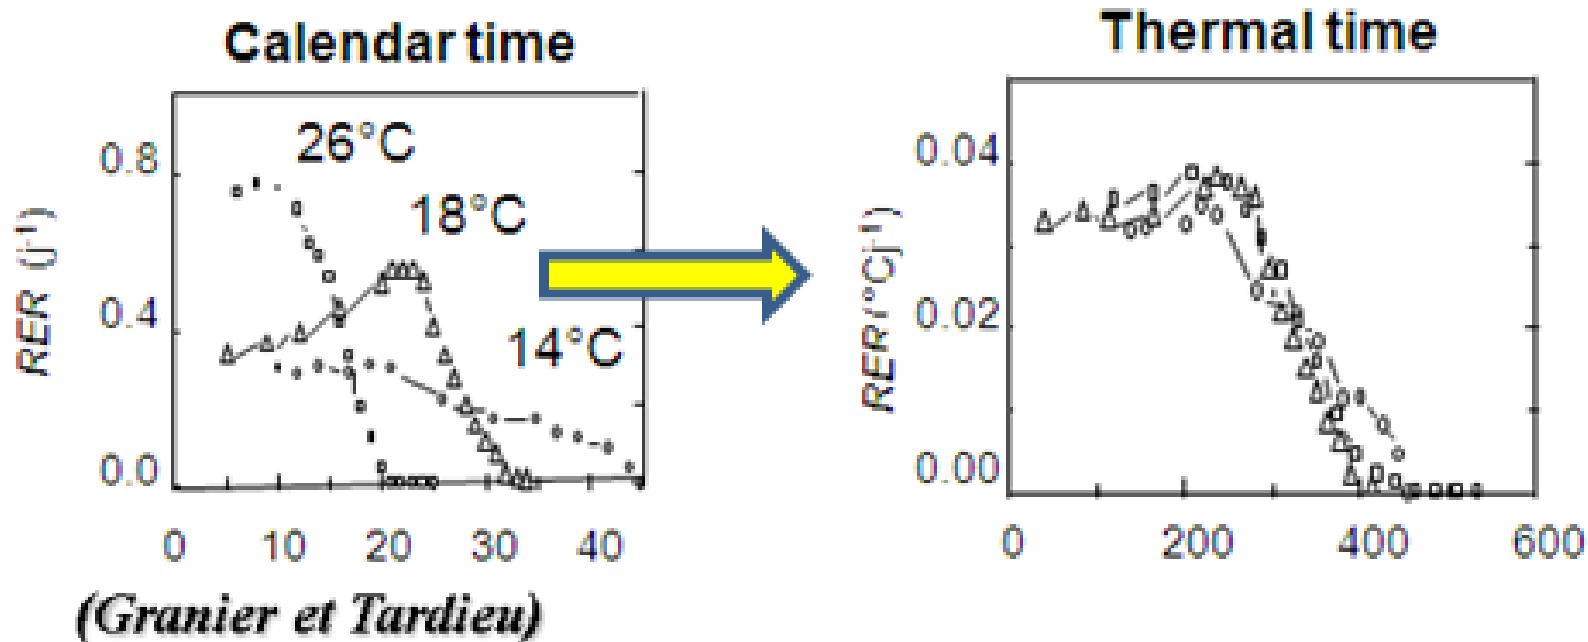 Calendar time
0.8
0.4
0.0
RER (j⁻¹)
26°C
18°C
14°C
0 10 20 30 40
(Granier et Tardieu)
Thermal time
0.04
0.02
0.00
RER (°Cj⁻¹)
0 200 400 600